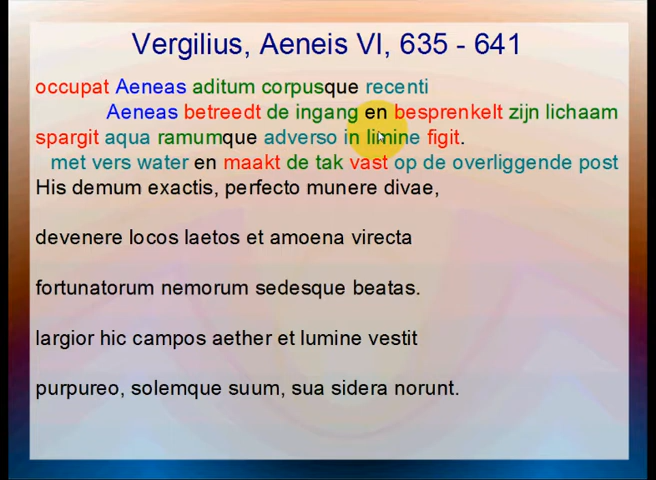 Vergilius, Aeneis VI, 635 - 641
occupat Aeneas aditum corpusque recenti
Aeneas betreedt de ingang en besprenkelt zijn lichaam
spargit aqua ramumque adverso in limine figit.
met vers water en maakt de tak vast op de overliggende post
His demum exactis, perfecto munere divae,
devenere locos laetos et amoena virecta
fortunatorum nemorum sedesque beatas.
largior hic campos aether et lumine vestit
purpureo, solemque suum, sua sidera norunt.